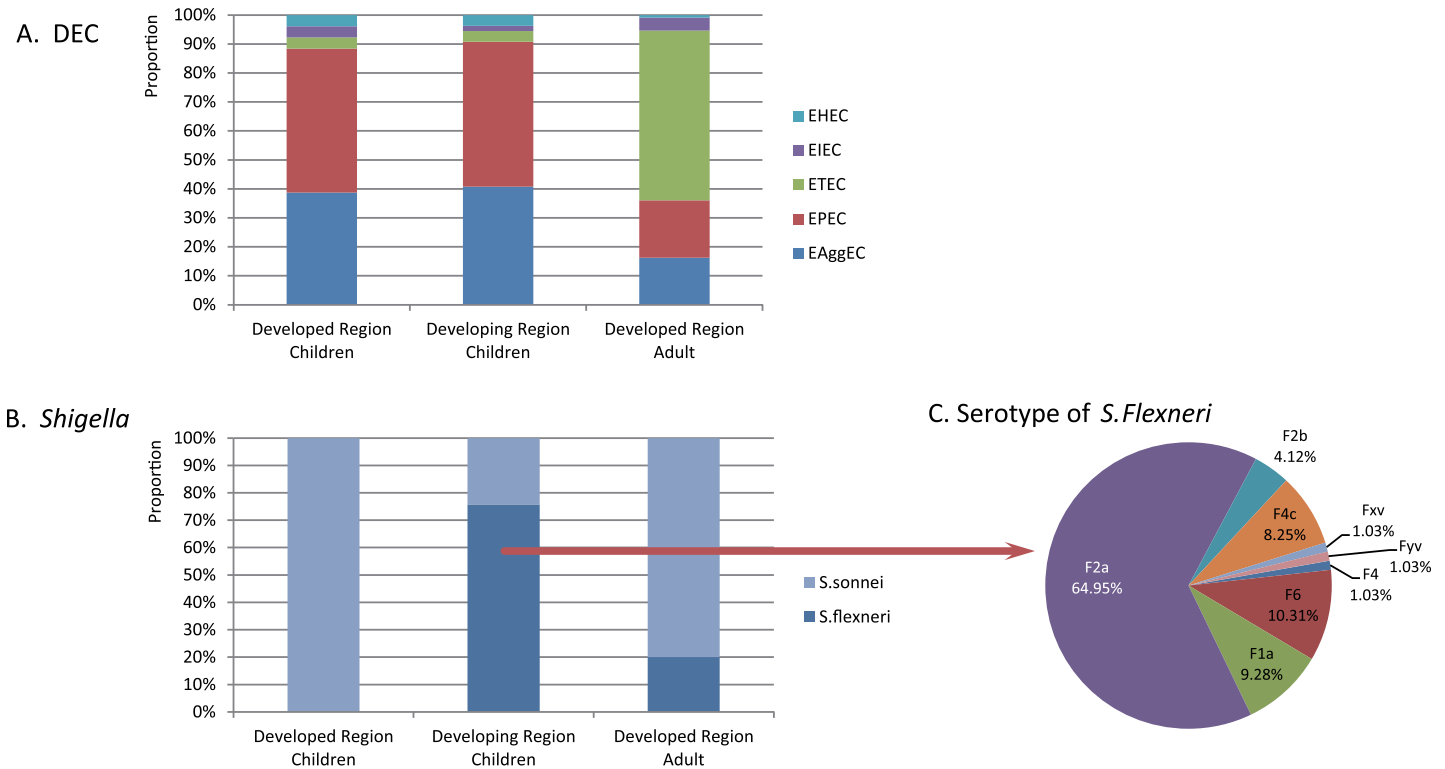 A. DEC
Proportion
100%
90%
80%
70%
60%
50%
40%
30%
20%
10%
0%
Developed Region
Children
Developing Region
Children
Developed Region
Adult
EHEC
EIEC
ETEC
EPEC
EAggEC
B. Shigella
Proportion
100%
90%
80%
70%
60%
50%
40%
30%
20%
10%
0%
Developed Region
Children
Developing Region
Children
Developed Region
Adult
S.sonnei
S.flexneri
C. Serotype of S.Flexneri
F2b
4.12%
F4c
8.25%
Fxv
1.03%
Fyv
1.03%
F4
1.03%
F6
10.31%
F1a
9.28%
F2a
64.95%